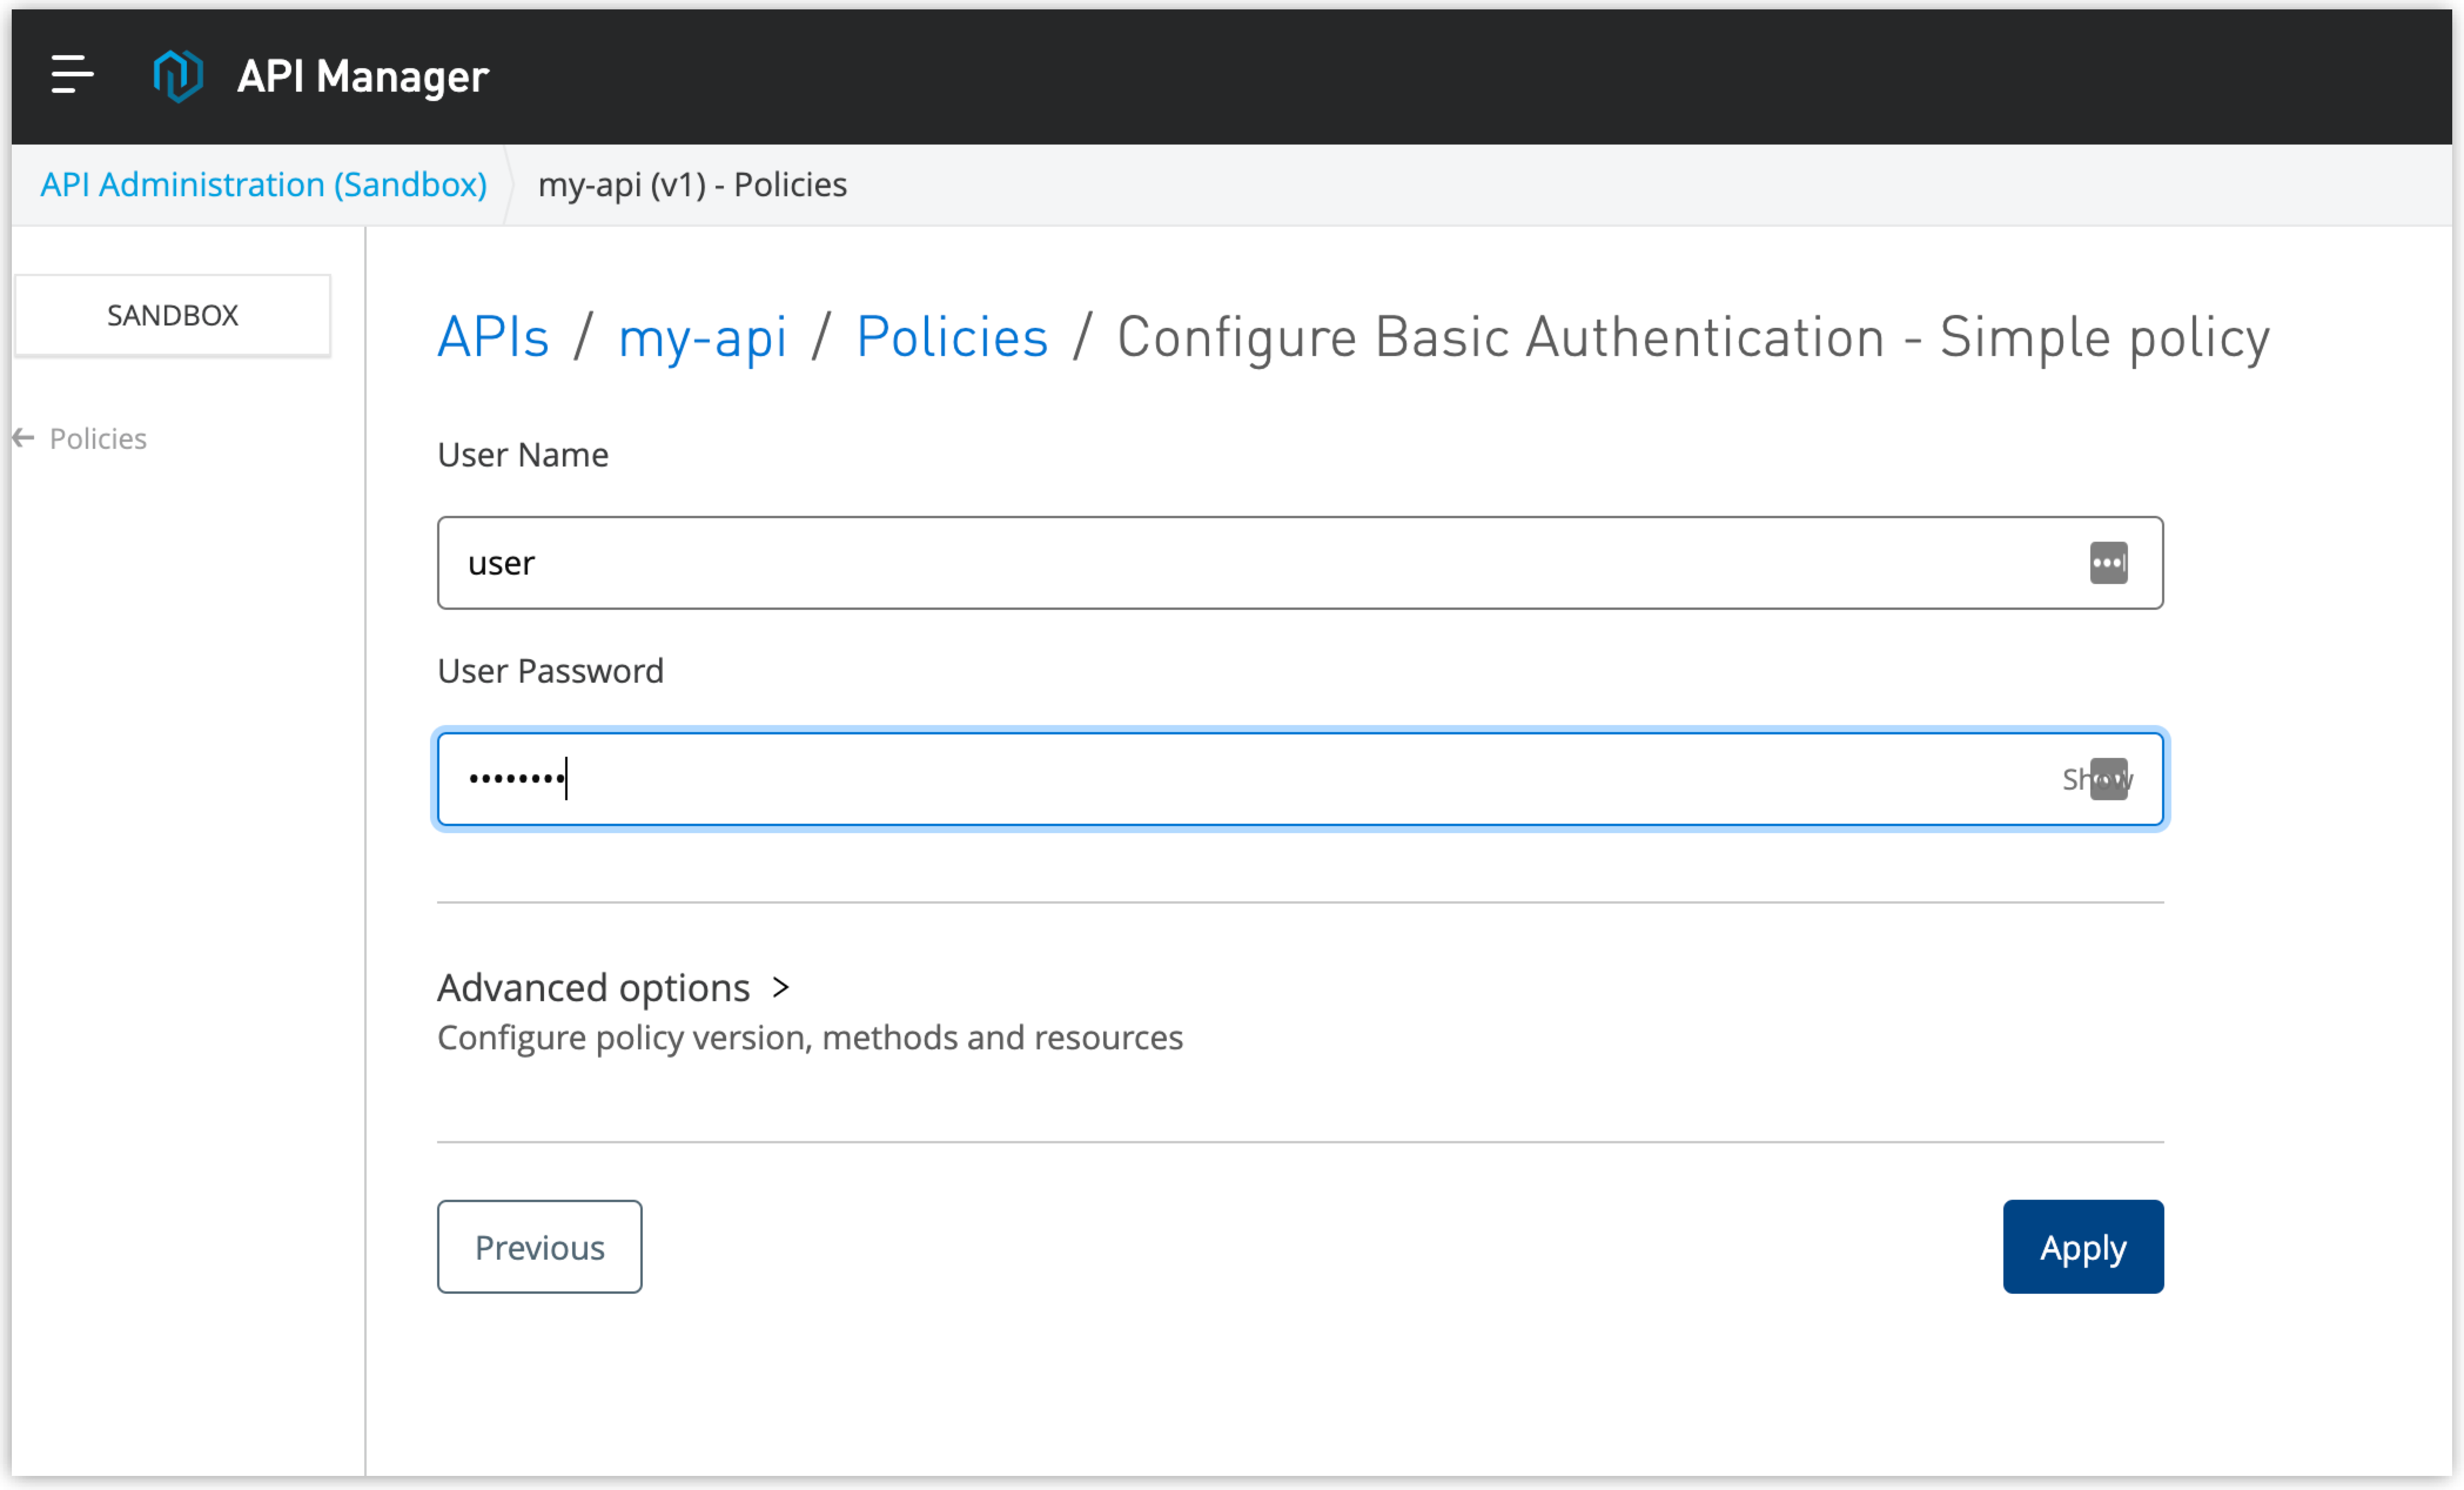 API Manager
API Administration (Sandbox) my-api (v1) - Policies
SANDBOX
← Policies
APIs / my-api / Policies / Configure Basic Authentication - Simple policy
User Name
user
User Password
••••••••
Show
Advanced options >
Configure policy version, methods and resources
Previous
Apply